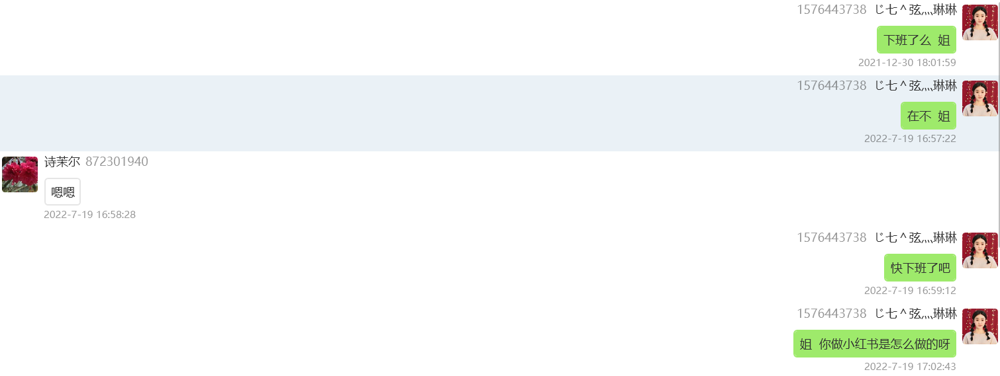 1576443738 じ七＾弦灬琳琳
下班了么 姐
2021-12-30 18:01:59
1576443738 じ七＾弦灬琳琳
在不 姐
2022-7-19 16:57:22
诗茉尔 872301940
嗯嗯
2022-7-19 16:58:28
1576443738 じ七＾弦灬琳琳
快下班了吧
2022-7-19 16:59:12
1576443738 じ七＾弦灬琳琳
姐 你做小红书是怎么做的呀
2022-7-19 17:02:43